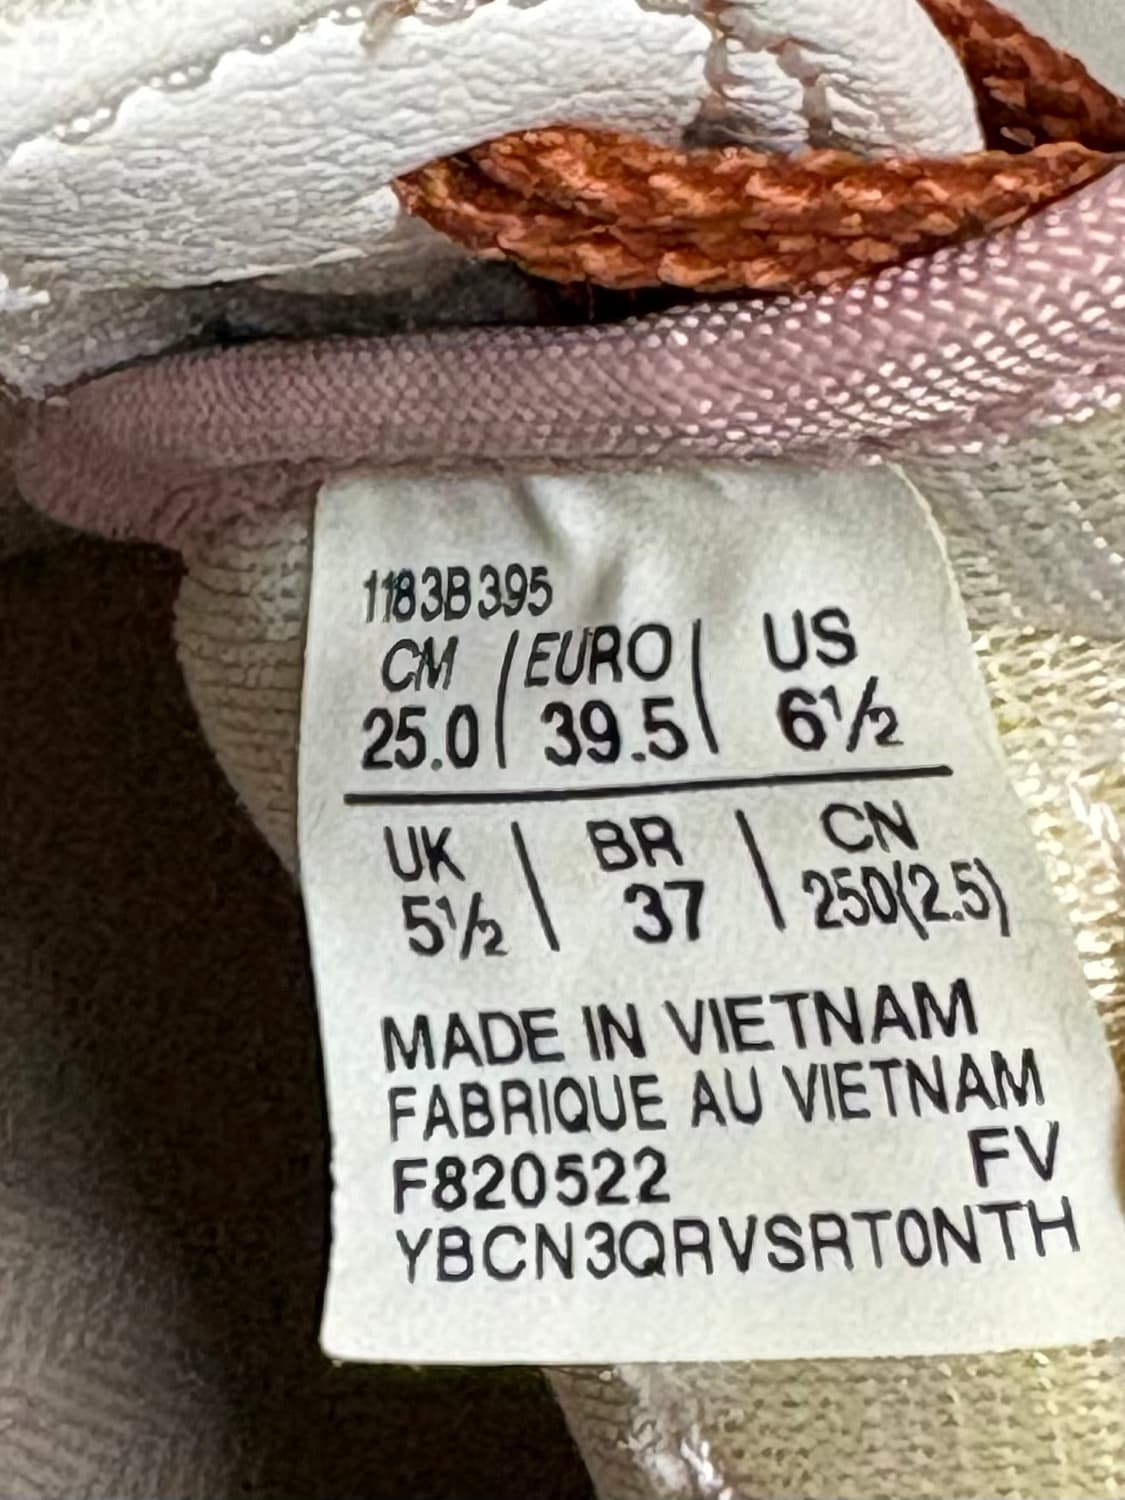 1183B395
CM / EURO | US
25.0 | 39.5 | 6½
UK | BR | CN
5½ | 37 | 250(2.5)
MADE IN VIETNAM
FABRIQUE AU VIETNAM
F820522 FV
YBCN3QRVSRT0NTH